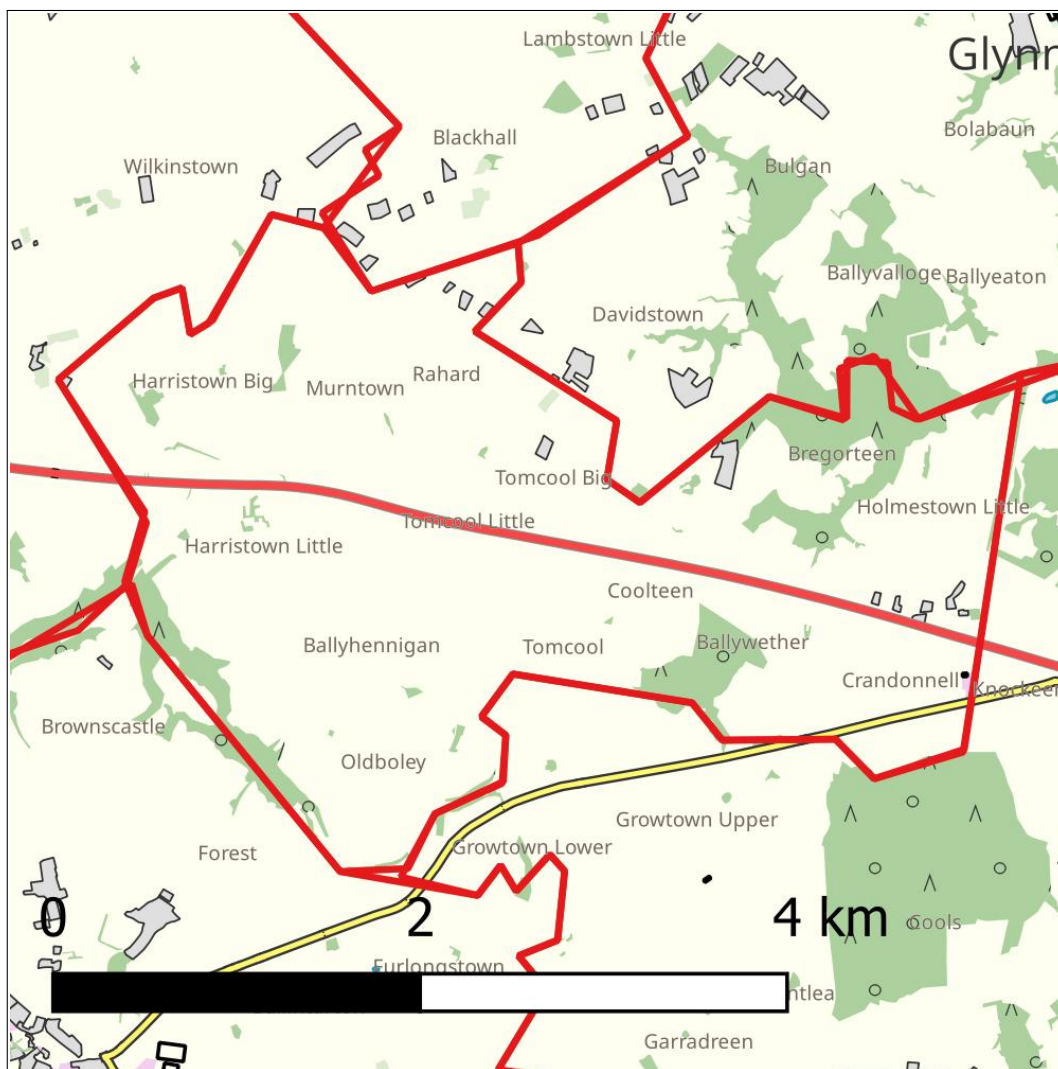 Lambstown Little
Glynn
Bolabaun
Blackhall
Wilkinstown
Bulgan
Ballyvalloge
Ballyeaton
Davidstown
Harristown Big
Murntown
Rahard
Bregorteen
Tomcool Big
Holmestown Little
Tomcool Little
Harristown Little
Coolteen
Ballyhennigan
Tomcool
Ballywether
Crandonnell
Knockeen
Brownscastle
Oldboley
Growtown Upper
Growtown Lower
Forest
0 2 4 km
Cools
Furlongstown
ntlea
Garradreen